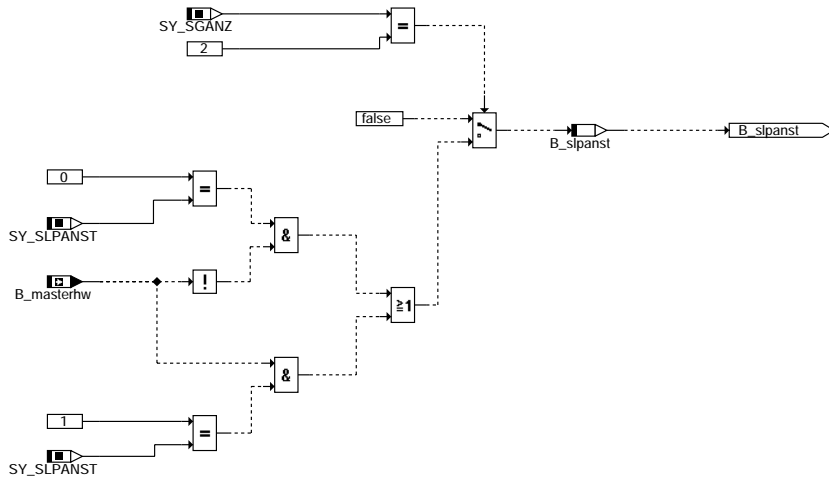 SY_SGANZ
=
2
false
B_slpanst
B_slpanst
0
=
SY_SLPANST
&
B_masterhw
!
≧1
&
1
=
SY_SLPANST